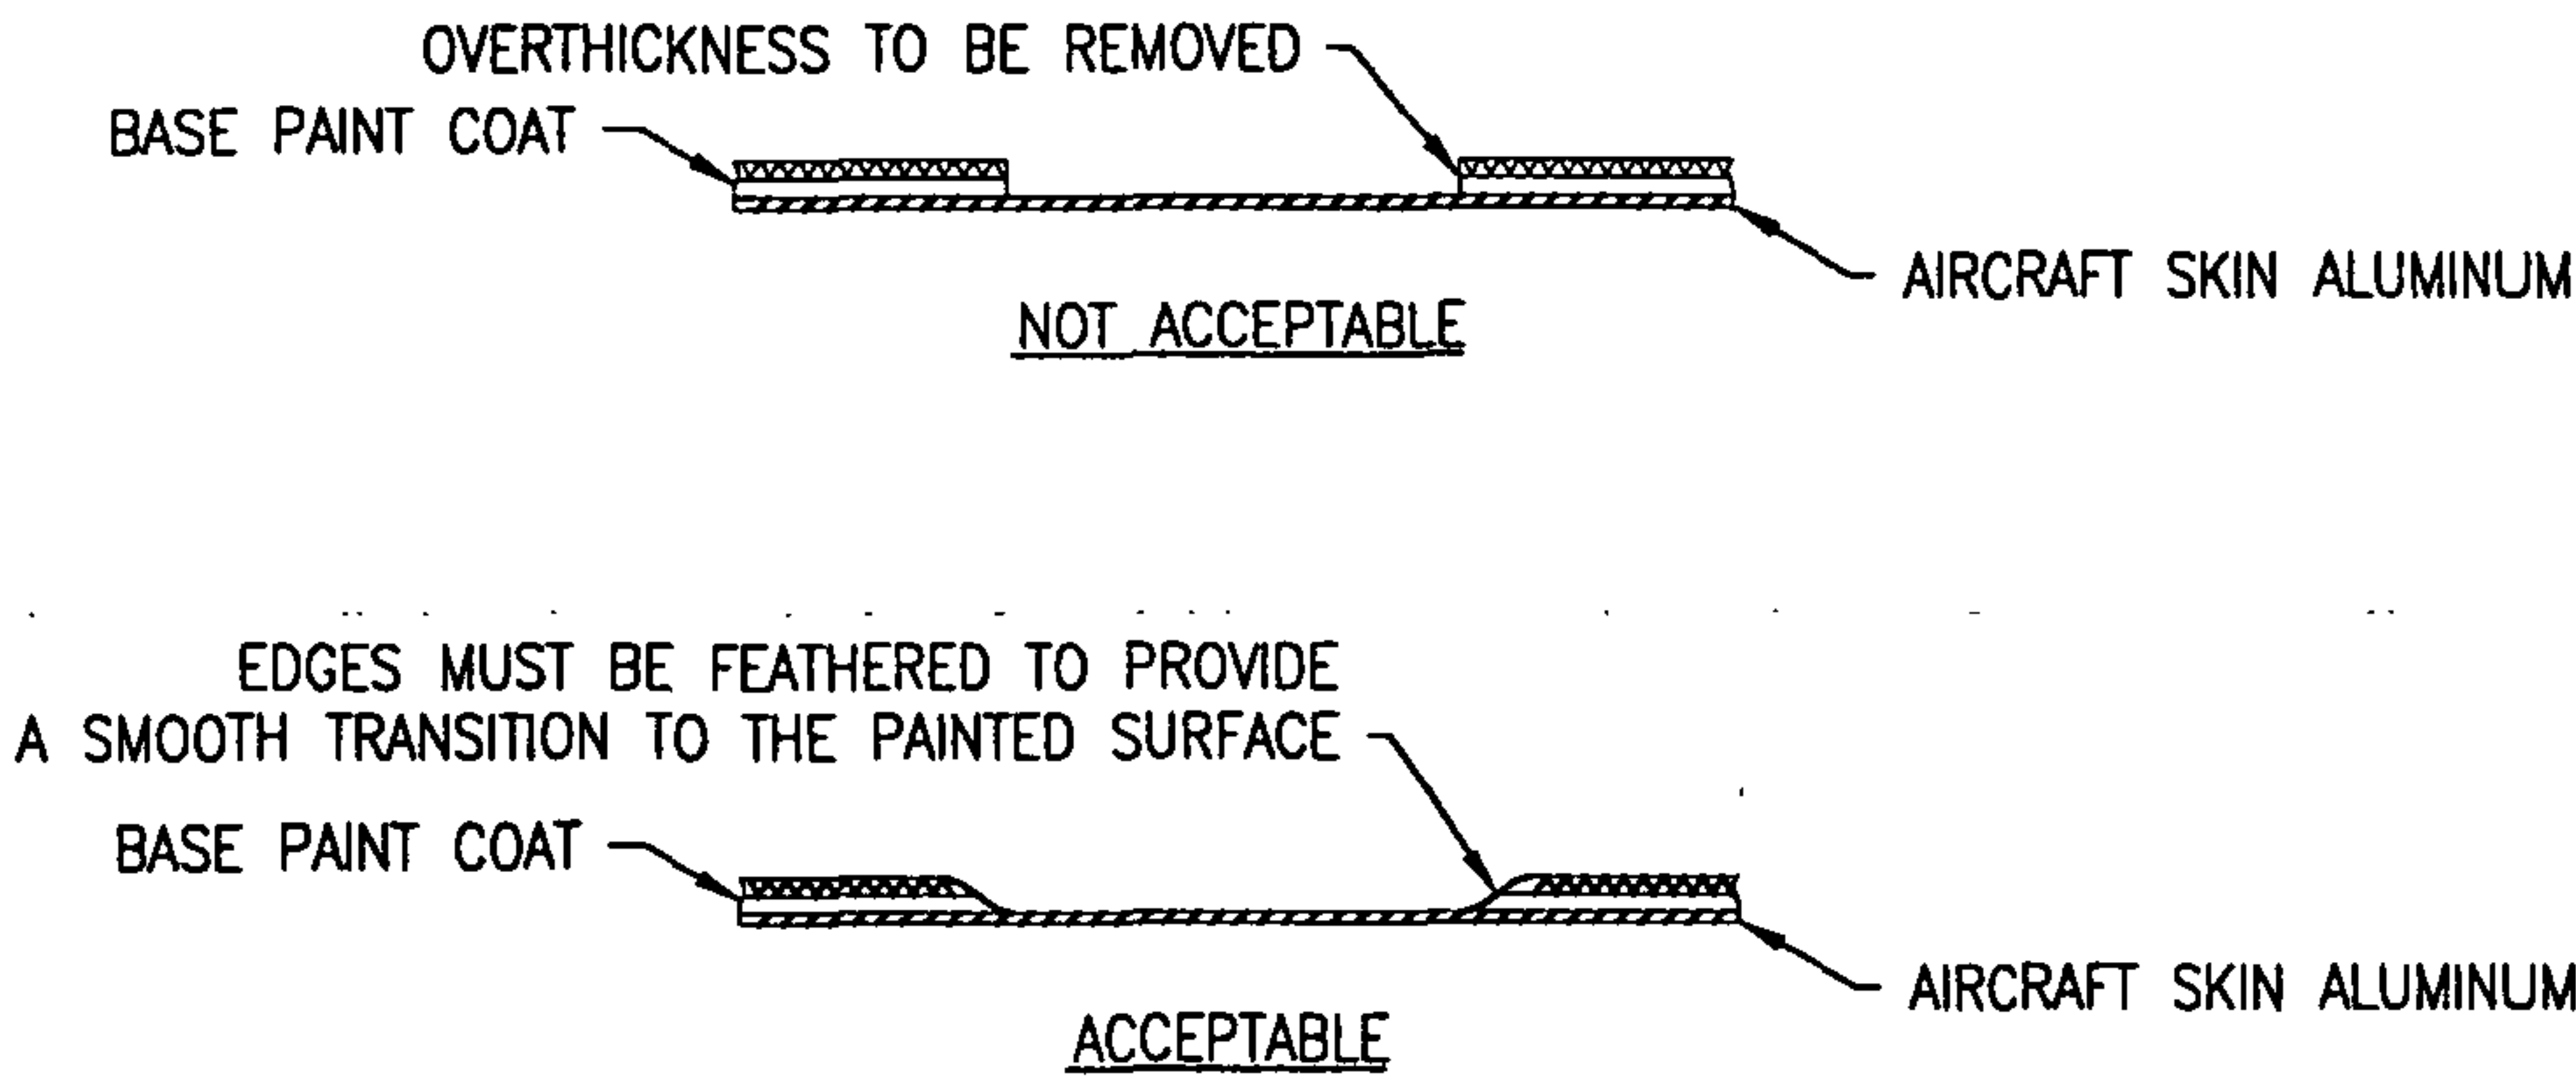 OVERTHICKNESS TO BE REMOVED
BASE PAINT COAT
AIRCRAFT SKIN ALUMINUM
NOT ACCEPTABLE
EDGES MUST BE FEATHERED TO PROVIDE
A SMOOTH TRANSITION TO THE PAINTED SURFACE
BASE PAINT COAT
AIRCRAFT SKIN ALUMINUM
ACCEPTABLE